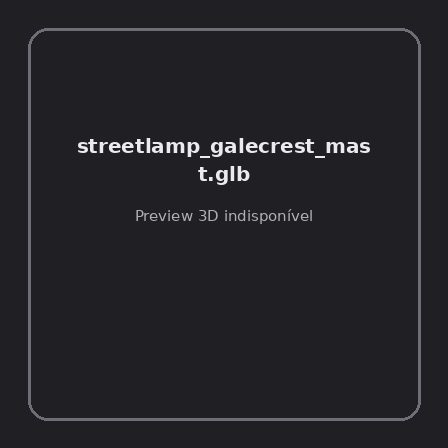 streetlamp_galecrest_mas
t.glb
Preview 3D indisponível